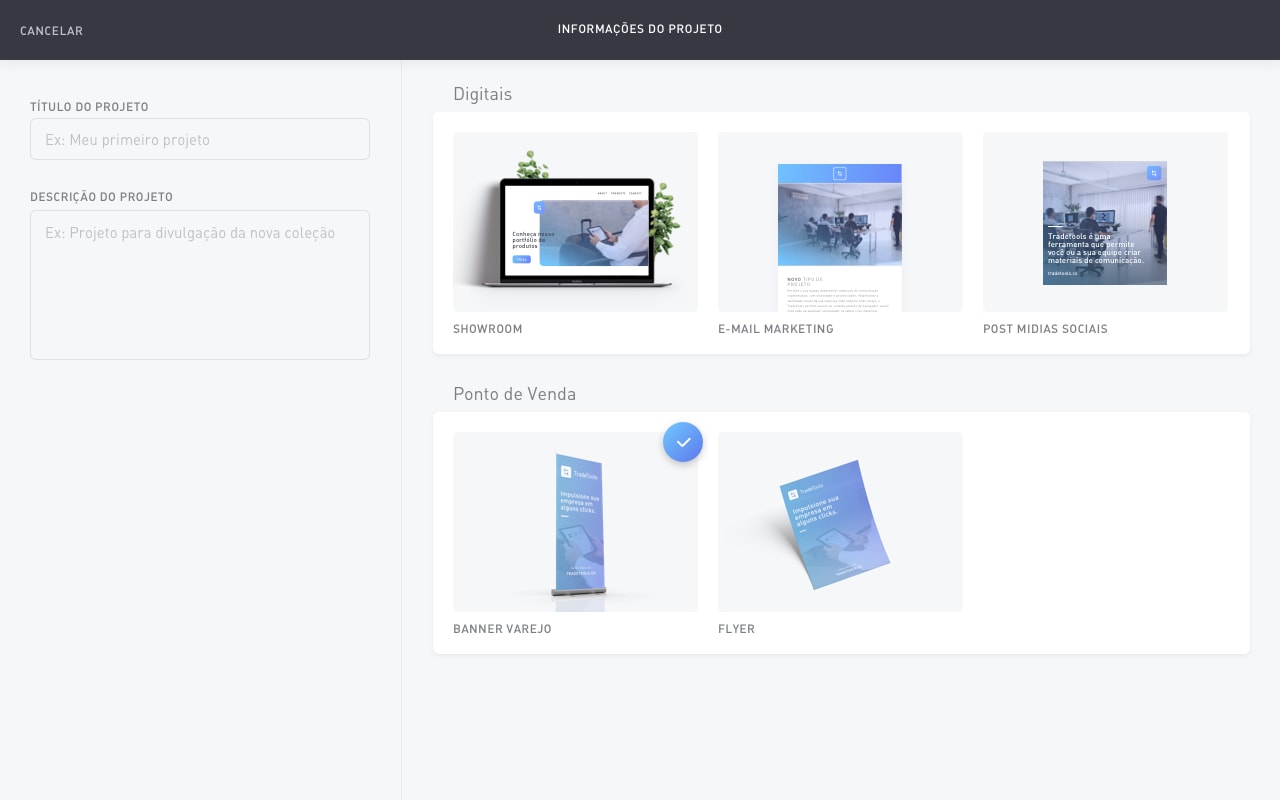 CANCELAR
INFORMAÇÕES DO PROJETO
TÍTULO DO PROJETO
Ex: Meu primeiro projeto
DESCRIÇÃO DO PROJETO
Ex: Projeto para divulgação da nova coleção
Digitais
Conheça nosso
portfólio de
produtos
NOVO TIPO DE
PROJETO
Tradetools é uma
ferramenta que permite
você ou a sua equipe criar
materiais de comunicação.
SHOWROOM
E-MAIL MARKETING
POST MIDIAS SOCIAIS
Ponto de Venda
TradeTools
Impulsione sua
empresa em
alguns clicks.
TradeTools
Impulsione sua
empresa em
alguns clicks.
BANNER VAREJO
FLYER